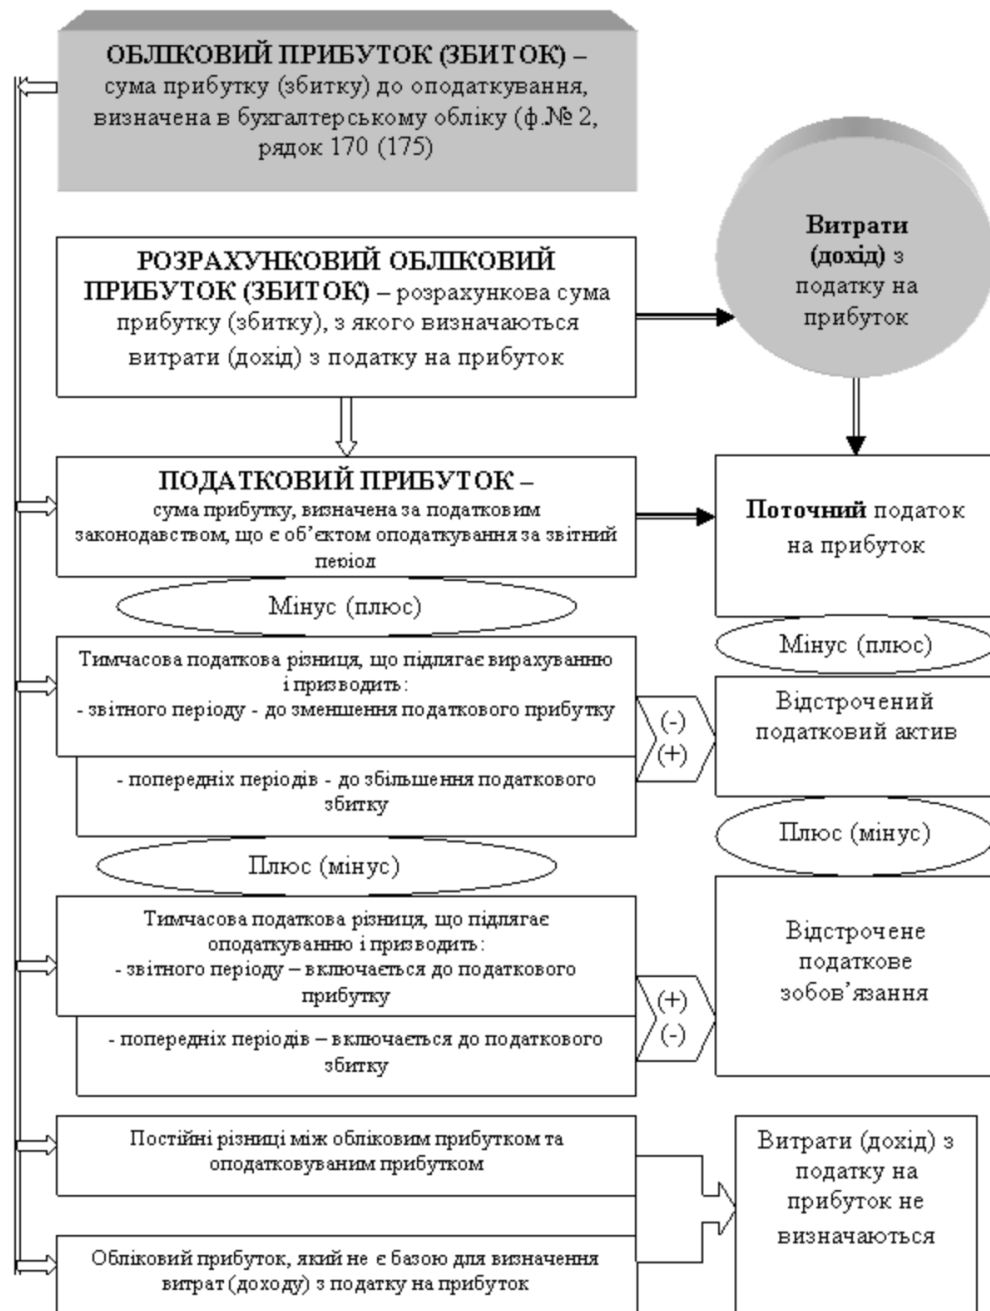 ОБЛІКОВИЙ ПРИБУТОК (ЗБИТОК) –
сума прибутку (збитку) до оподаткування,
визначена в бухгалтерському обліку (ф.№ 2,
рядок 170 (175)
Витрати
(дохід) з
податку на
прибуток
РОЗРАХУНКОВИЙ ОБЛІКОВИЙ
ПРИБУТОК (ЗБИТОК) – розрахункова сума
прибутку (збитку), з якого визначаються
витрати (дохід) з податку на прибуток
ПОДАТКОВИЙ ПРИБУТОК –
сума прибутку, визначена за податковим
законодавством, що є об’єктом оподаткування за звітний
період
Поточний податок
на прибуток
Мінус (плюс)
Мінус (плюс)
Тимчасова податкова різниця, що підлягає вирахуванню
і призводить:
- звітного періоду - до зменшення податкового прибутку
- попередніх періодів - до збільшення податкового
збитку
(-)
(+)
Відстрочений
податковий актив
Плюс (мінус)
Плюс (мінус)
Тимчасова податкова різниця, що підлягає
оподаткуванню і призводить:
- звітного періоду – включається до податкового
прибутку
- попередніх періодів – включається до податкового
збитку
(+)
(-)
Відстрочене
податкове
зобов’язання
Постійні різниці між обліковим прибутком та
оподатковуваним прибутком
Обліковий прибуток, який не є базою для визначення
витрат (доходу) з податку на прибуток
Витрати (дохід) з
податку на
прибуток не
визначаються